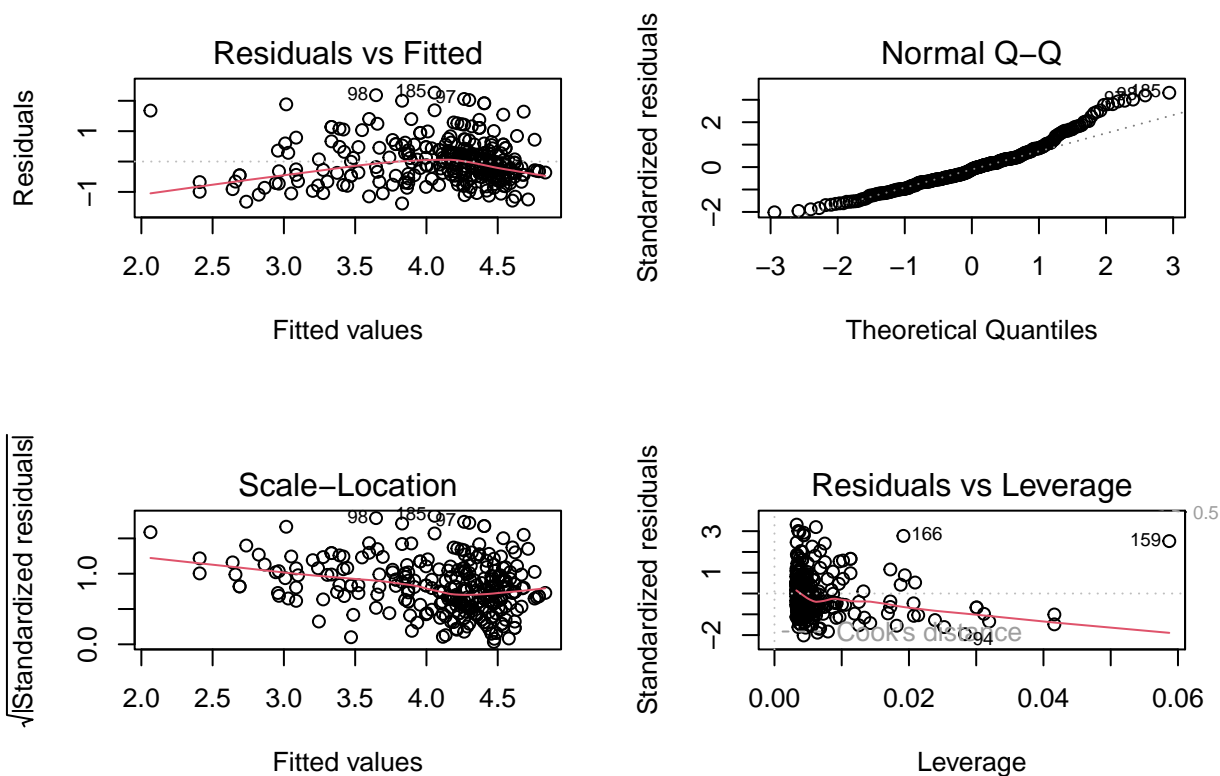 Residuals vs Fitted
Residuals
1
−1
98
185
97
2.0 2.5 3.0 3.5 4.0 4.5
Fitted values
Normal Q−Q
Standardized residuals
2
0
−2
185
−3 −2 −1 0 1 2 3
Theoretical Quantiles
Scale−Location
√|Standardized residuals|
1.0
0.0
98
185
97
2.0 2.5 3.0 3.5 4.0 4.5
Fitted values
Residuals vs Leverage
Standardized residuals
3
1
−2
0.5
166
159
94
Cook's distance
0.00 0.02 0.04 0.06
Leverage